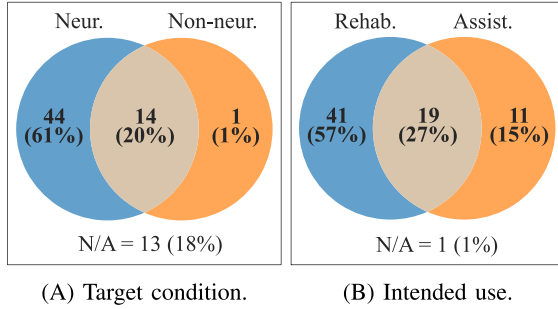 Neur. Non-neur.
44 14 1
(61%) (20%) (1%)
N/A = 13 (18%)
(A) Target condition.
Rehab. Assist.
41 19 11
(57%) (27%) (15%)
N/A = 1 (1%)
(B) Intended use.